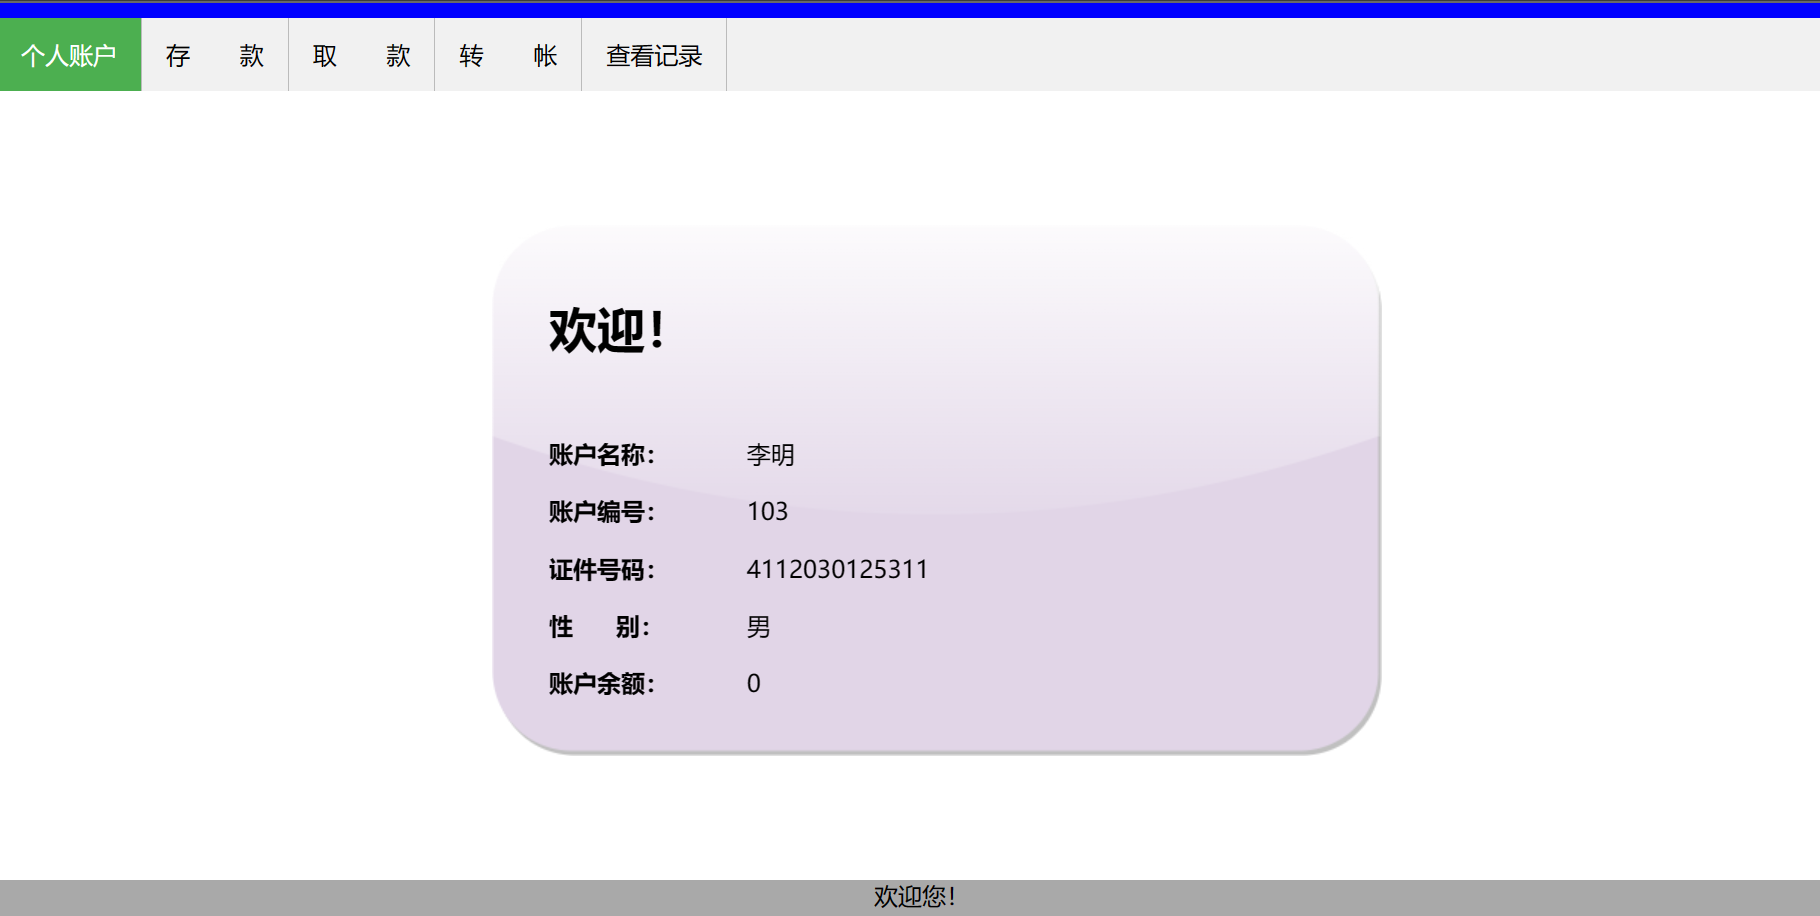 个人账户 存 款 取 款 转 帐 查看记录
欢迎！
账户名称： 李明
账户编号： 103
证件号码： 4112030125311
性 别： 男
账户余额： 0
欢迎您！